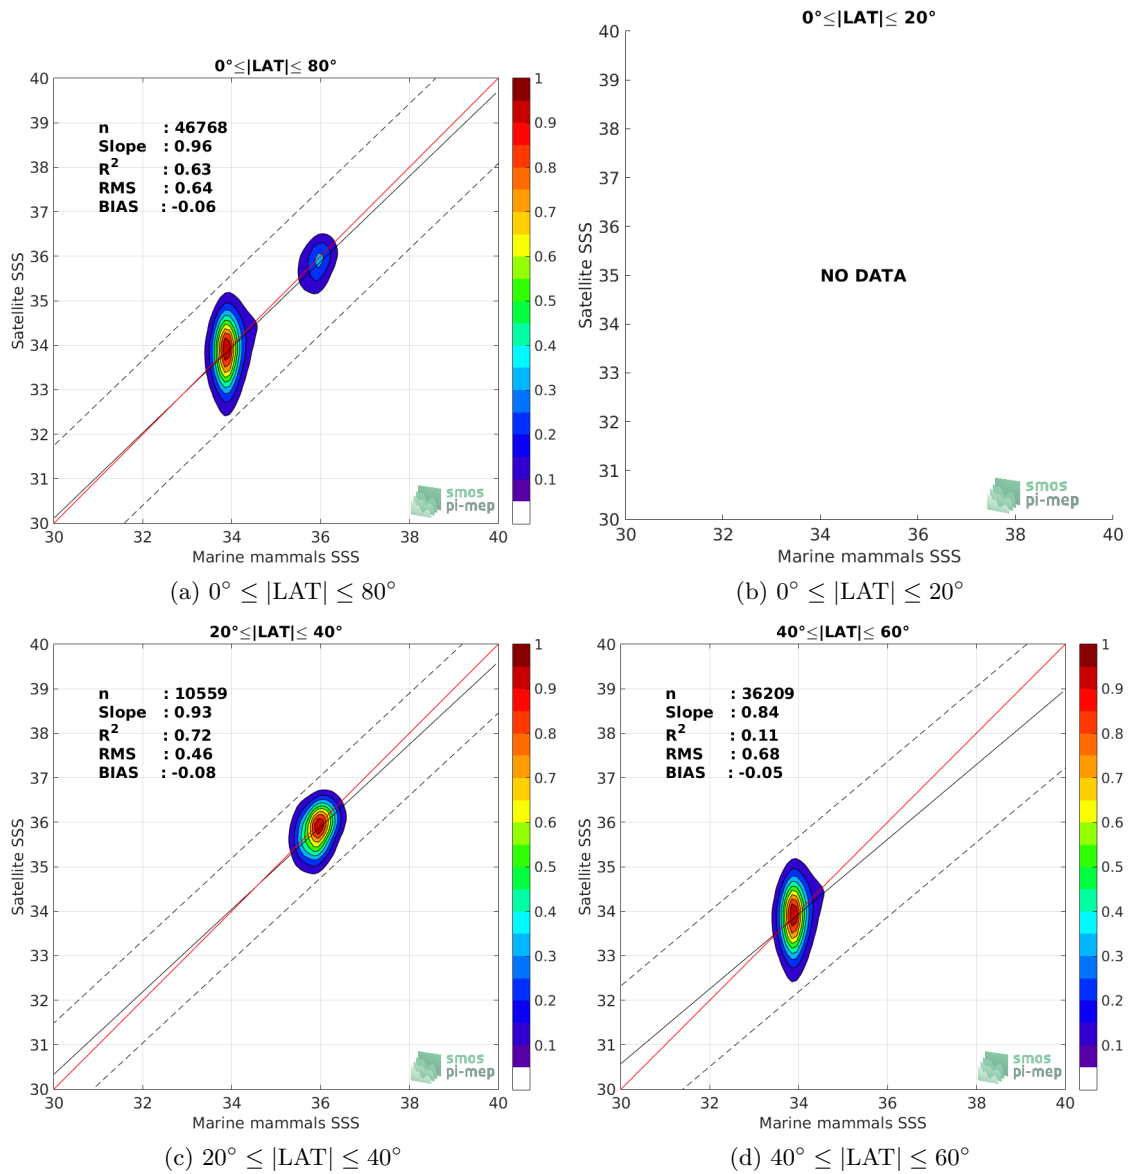 0°≤|LAT|≤ 80°
40
39
38
37
36
35
34
33
32
31
30
Satellite SSS
n : 46768
Slope : 0.96
R² : 0.63
RMS : 0.64
BIAS : -0.06
smos
pi-mep
30 32 34 36 38 40
Marine mammals SSS
1
0.9
0.8
0.7
0.6
0.5
0.4
0.3
0.2
0.1
(a) 0° ≤ |LAT| ≤ 80°
0°≤|LAT|≤ 20°
40
39
38
37
36
35
34
33
32
31
30
Satellite SSS
NO DATA
smos
pi-mep
30 32 34 36 38 40
Marine mammals SSS
(b) 0° ≤ |LAT| ≤ 20°
20°≤|LAT|≤ 40°
40
39
38
37
36
35
34
33
32
31
30
Satellite SSS
n : 10559
Slope : 0.93
R² : 0.72
RMS : 0.46
BIAS : -0.08
smos
pi-mep
30 32 34 36 38 40
Marine mammals SSS
1
0.9
0.8
0.7
0.6
0.5
0.4
0.3
0.2
0.1
(c) 20° ≤ |LAT| ≤ 40°
40°≤|LAT|≤ 60°
40
39
38
37
36
35
34
33
32
31
30
Satellite SSS
n : 36209
Slope : 0.84
R² : 0.11
RMS : 0.68
BIAS : -0.05
smos
pi-mep
30 32 34 36 38 40
Marine mammals SSS
1
0.9
0.8
0.7
0.6
0.5
0.4
0.3
0.2
0.1
(d) 40° ≤ |LAT| ≤ 60°